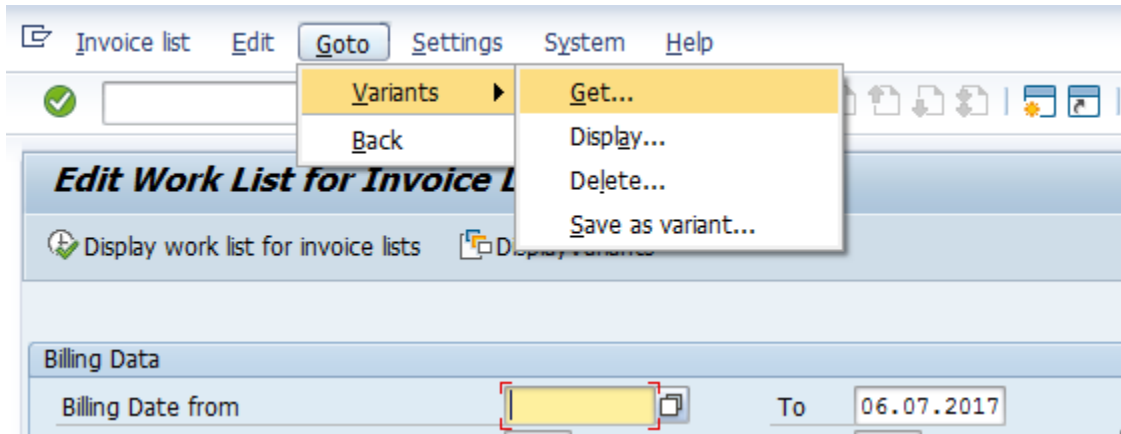 Invoice list Edit Goto Settings System Help
Variants Get...
Back Display...
Delete...
Save as variant...
Edit Work List for Invoice L
Display work list for invoice lists
Billing Data
Billing Date from To 06.07.2017